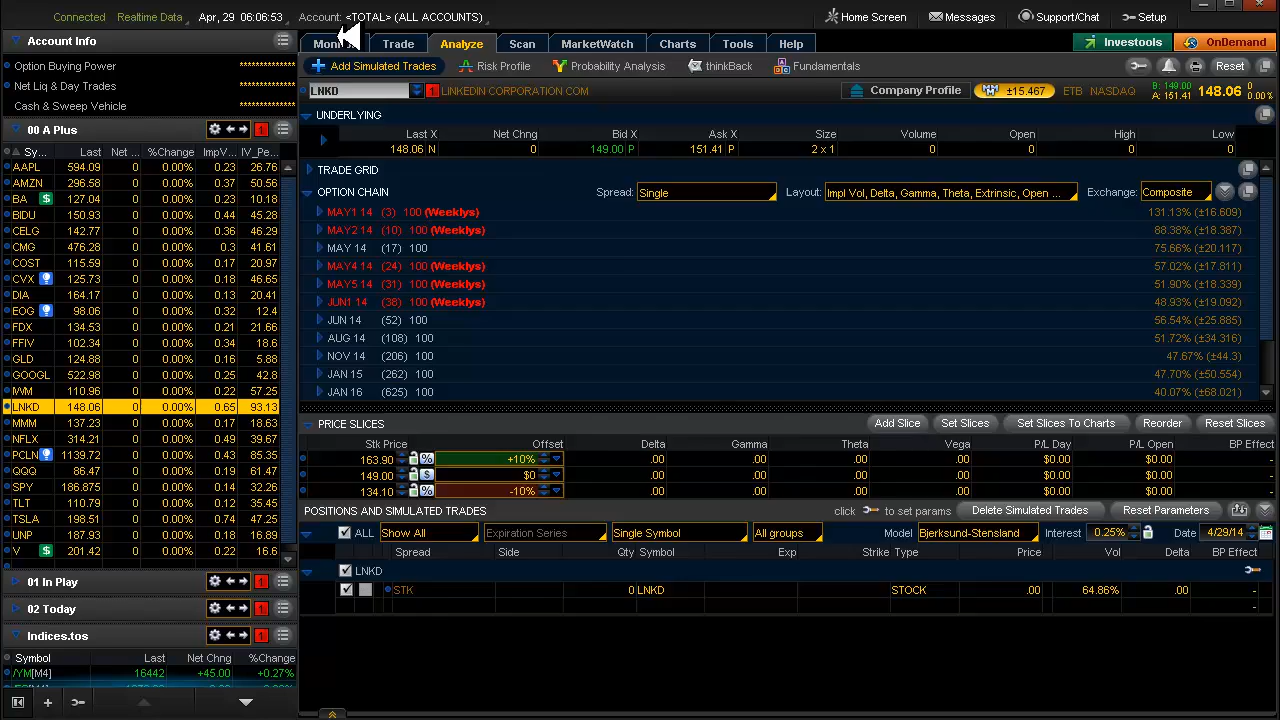 Connected Realtime Data Apr, 29 06:06:53 Account: <TOTAL> (ALL ACCOUNTS) Home Screen Messages Support/Chat Setup
Account Info
Option Buying Power ************
Net Liq & Day Trades ************
Cash & Sweep Vehicle ************
00 A Plus 1
Sy... Last Net ... %Change ImpV... IV_Pe...
AAPL 594.09 0 0.00% 0.23 26.76
AMZN 296.58 0 0.00% 0.37 50.56
BA $ 127.04 0 0.00% 0.23 10.18
BIDU 150.93 0 0.00% 0.44 45.28
CELG 142.77 0 0.00% 0.36 46.29
CMG 476.28 0 0.00% 0.3 41.61
COST 115.59 0 0.00% 0.17 20.97
CVX 125.73 0 0.00% 0.18 46.65
DIA 164.17 0 0.00% 0.13 20.41
EOG 98.06 0 0.00% 0.32 12.4
FDX 134.53 0 0.00% 0.21 21.66
FFIV 102.34 0 0.00% 0.34 18.6
GLD 124.88 0 0.00% 0.16 5.88
GOOGL 522.98 0 0.00% 0.25 42.8
IWM 110.96 0 0.00% 0.22 57.25
LNKD 148.06 0 0.00% 0.65 93.13
MMM 137.23 0 0.00% 0.17 18.63
NFLX 314.21 0 0.00% 0.49 39.67
PCLN 1139.72 0 0.00% 0.43 85.35
QQQ 86.47 0 0.00% 0.19 61.47
SPY 186.875 0 0.00% 0.14 32.26
TLT 110.79 0 0.00% 0.12 10.72
TSLA 198.51 0 0.00% 0.74 47.25
UNP 187.93 0 0.00% 0.19 16.89
V $ 201.42 0 0.00% 0.22 16.6
01 In Play 1
02 Today 1
Indices.tos 1
Symbol Last Net Chng %Change
/YM[M4] 16442 +45.00 +0.27%
Trade Analyze Scan MarketWatch Charts Tools Help Investools OnDemand
Add Simulated Trades Risk Profile Probability Analysis thinkBack Fundamentals Reset
LNKD 1 LINKEDIN CORPORATION COM Company Profile ±15.467 ETB NASDAQ B: 149.00 A: 151.41 148.06 0 0.00%
UNDERLYING
Last X Net Chng Bid X Ask X Size Volume Open High Low
148.06 N 0 149.00 P 151.41 P 2 x 1 0 0 0 0
TRADE GRID
OPTION CHAIN Spread: Single Layout: Impl Vol, Delta, Gamma, Theta, Extrinsic, Open ... Exchange: Composite
MAY1 14 (3) 100 (Weeklys) 131.13% (±16.609)
MAY2 14 (10) 100 (Weeklys) 88.38% (±18.387)
MAY 14 (17) 100 75.66% (±20.117)
MAY4 14 (24) 100 (Weeklys) 57.02% (±17.811)
MAY5 14 (31) 100 (Weeklys) 51.90% (±18.339)
JUN1 14 (38) 100 (Weeklys) 48.93% (±19.092)
JUN 14 (52) 100 56.54% (±25.885)
AUG 14 (108) 100 51.72% (±34.316)
NOV 14 (206) 100 47.67% (±44.3)
JAN 15 (262) 100 47.70% (±50.554)
JAN 16 (625) 100 40.07% (±68.021)
PRICE SLICES Add slice Set Slices Set Slices To Charts Reset Slices
Stk Price Offset Delta Gamma Theta Vega P/L Day P/L Open BP Effect
163.90 % +10% .00 .00 .00 .00 $0.00 $0.00 -
149.00 $ $0 .00 .00 .00 .00 $0.00 $0.00 -
134.10 % -10% .00 .00 .00 .00 $0.00 $0.00 -
POSITIONS AND SIMULATED TRADES click to set params Delete Simulated Trades Reset Parameters
ALL Show All Expiration Series Single Symbol All groups Model Bjerksund-Stensland Interest 0.25% Date 4/29/14
Spread Side Qty Symbol Exp Strike Type Price Vol Delta BP Effect
LNKD
STK 0 LNKD STOCK .00 64.86% .00 -